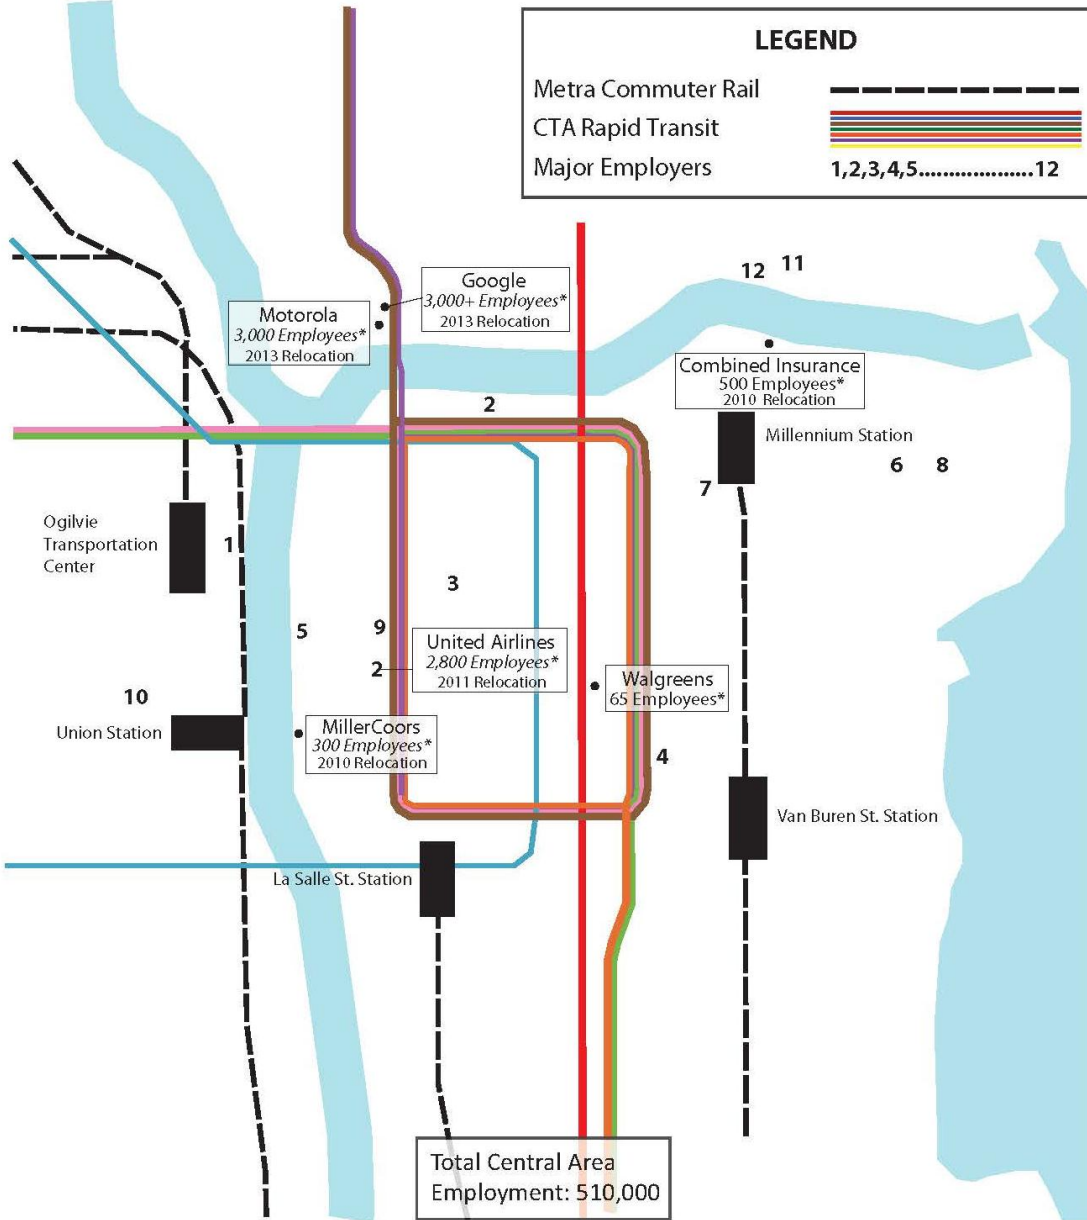 LEGEND
Metra Commuter Rail
CTA Rapid Transit
Major Employers 1,2,3,4,5...................12
12 11
Google
3,000+ Employees*
2013 Relocation
Motorola
3,000 Employees*
2013 Relocation
Combined Insurance
500 Employees*
2010 Relocation
2
Millennium Station
6 8
7
Ogilvie
Transportation
Center
1
3
5
9
United Airlines
2,800 Employees*
2011 Relocation
2
Walgreens
65 Employees*
10
Union Station
MillerCoors
300 Employees*
2010 Relocation
4
Van Buren St. Station
La Salle St. Station
Total Central Area
Employment: 510,000